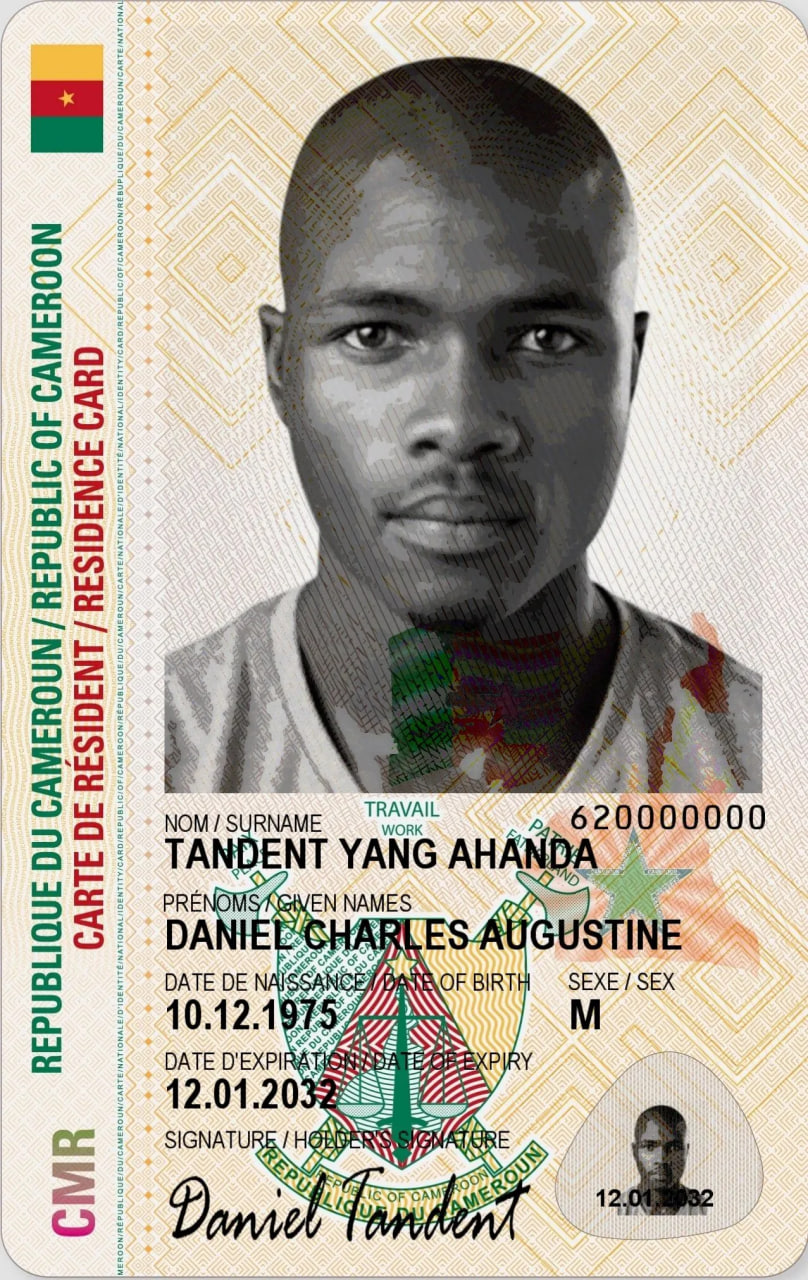 REPUBLIQUE DU CAMEROUN / REPUBLIC OF CAMEROON
CARTE DE RÉSIDENT / RESIDENCE CARD
CMR
TRAVAIL
WORK
NOM / SURNAME
620000000
TANDENT YANG AHANDA
PRÉNOMS / GIVEN NAMES
DANIEL CHARLES AUGUSTINE
DATE DE NAISSANCE / DATE OF BIRTH
SEXE / SEX
10.12.1975
M
DATE D'EXPIRATION / DATE OF EXPIRY
12.01.2032
SIGNATURE / HOLDER'S SIGNATURE
REPUBLIC OF CAMEROON
REPUBLIQUE DU CAMEROUN
Daniel Tandent
12.01.2032